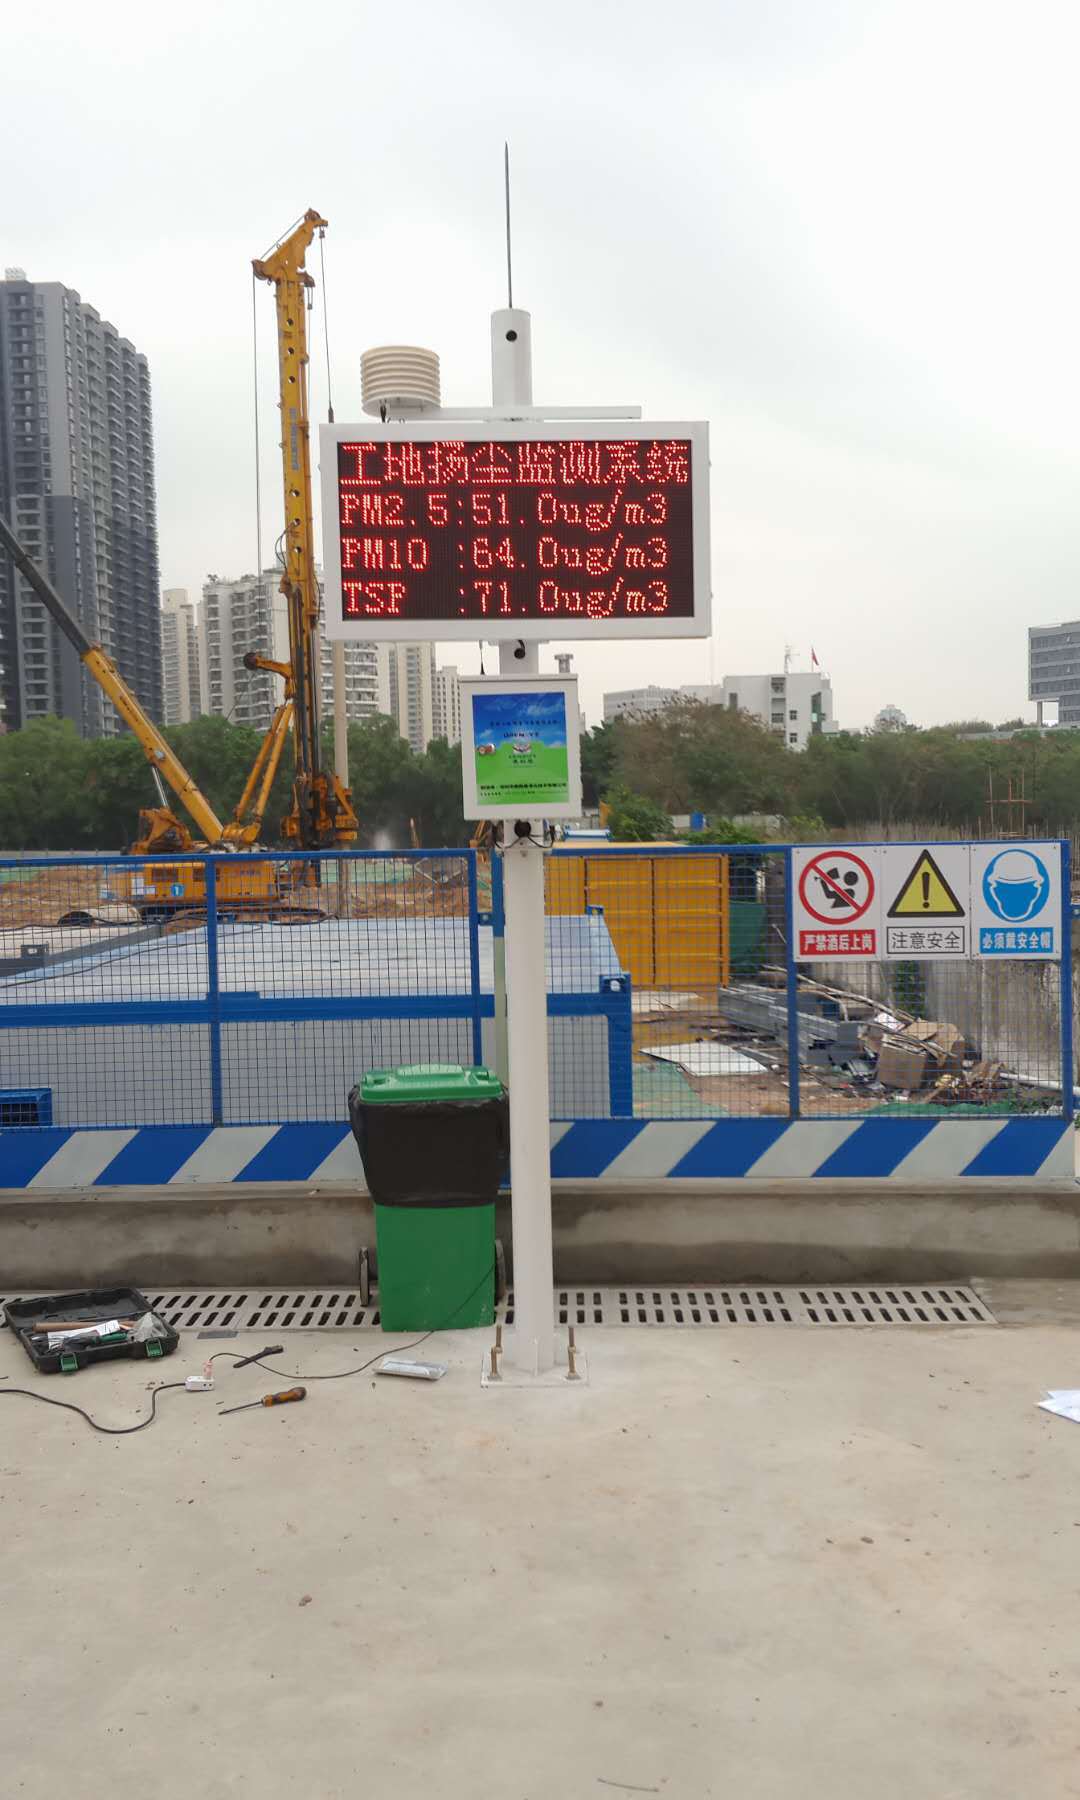 工地扬尘监测系统
PM2.5:51.0ug/m3
PM10 :64.0ug/m3
TSP :71.0ug/m3
严禁酒后上岗
注意安全
必须戴安全帽
1